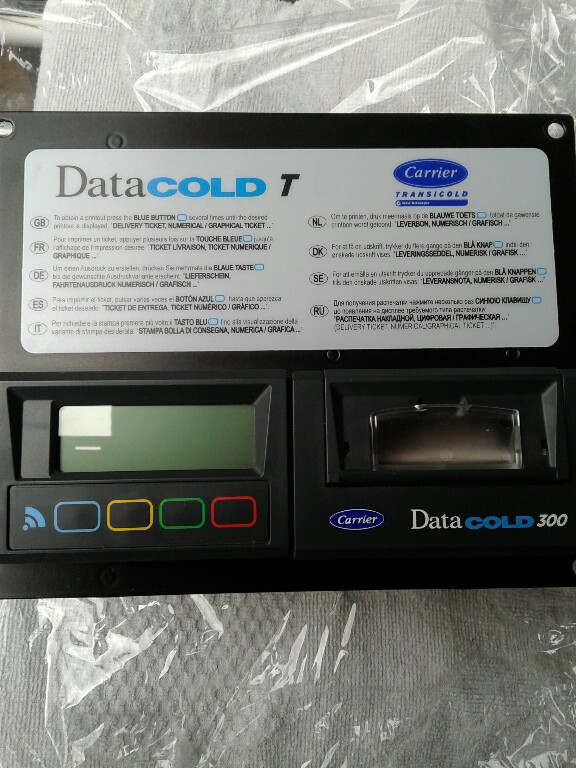 DataCOLD T
Carrier
TRANSICOLD
GB
To obtain a printout press the BLUE BUTTON several times until the desired
printout is displayed; "DELIVERY TICKET, NUMERICAL / GRAPHICAL TICKET ..."
FR
Pour imprimer un ticket, appuyer plusieurs fois sur la TOUCHE BLEUE jusqu'à
l'affichage de l'impression désirée. "TICKET LIVRAISON, TICKET NUMERIQUE /
GRAPHIQUE ..."
DE
Um einen Ausdruck zu erstellen, drücken Sie mehrmals die BLAUE TASTE
bis die gewünschte Ausdruckvariante erscheint. "LIEFERSCHEIN,
FAHRTENAUSDRUCK NUMERISCH / GRAFISCH ..."
ES
Para imprimir el ticket, pulsar varias veces el BOTÓN AZUL hasta que aparezca
el ticket deseado: "TICKET DE ENTREGA, TICKET NUMÉRICO / GRÁFICO ..."
IT
Per richiedere la stampa premere più volte il TASTO BLU fino alla visualizzazione della
variante di stampa desiderata: "STAMPA BOLLA DI CONSEGNA, NUMERICA / GRAFICA ..."
NL
Om te printen, druk meermaals op de BLAUWE TOETS totdat de gewenste
printbon wordt getoond: "LEVERBON, NUMERISCH / GRAFISCH ..."
DK
For at få en udskrift, trykker du flere gange på den BLÅ KNAP indtil den
ønskede udskrift vises. "LEVERINGSSEDDEL, NUMERISK / GRAFISK ..."
SE
För att erhålla en utskrift trycker du upprepade gånger på den BLÅ KNAPPEN
tills den önskade utskriften visas. "LEVERANSNOTA, NUMERISK / GRAFISK ..."
RU
Для получения распечатки нажмите несколько раз СИНЮЮ КЛАВИШУ
до появления на дисплее требуемого типа распечатки:
"РАСПЕЧАТКА НАКЛАДНОЙ, ЦИФРОВАЯ / ГРАФИЧЕСКАЯ ..."
(DELIVERY TICKET, NUMERICAL/GRAPHICAL TICKET ...)"
Carrier
DataCOLD 300